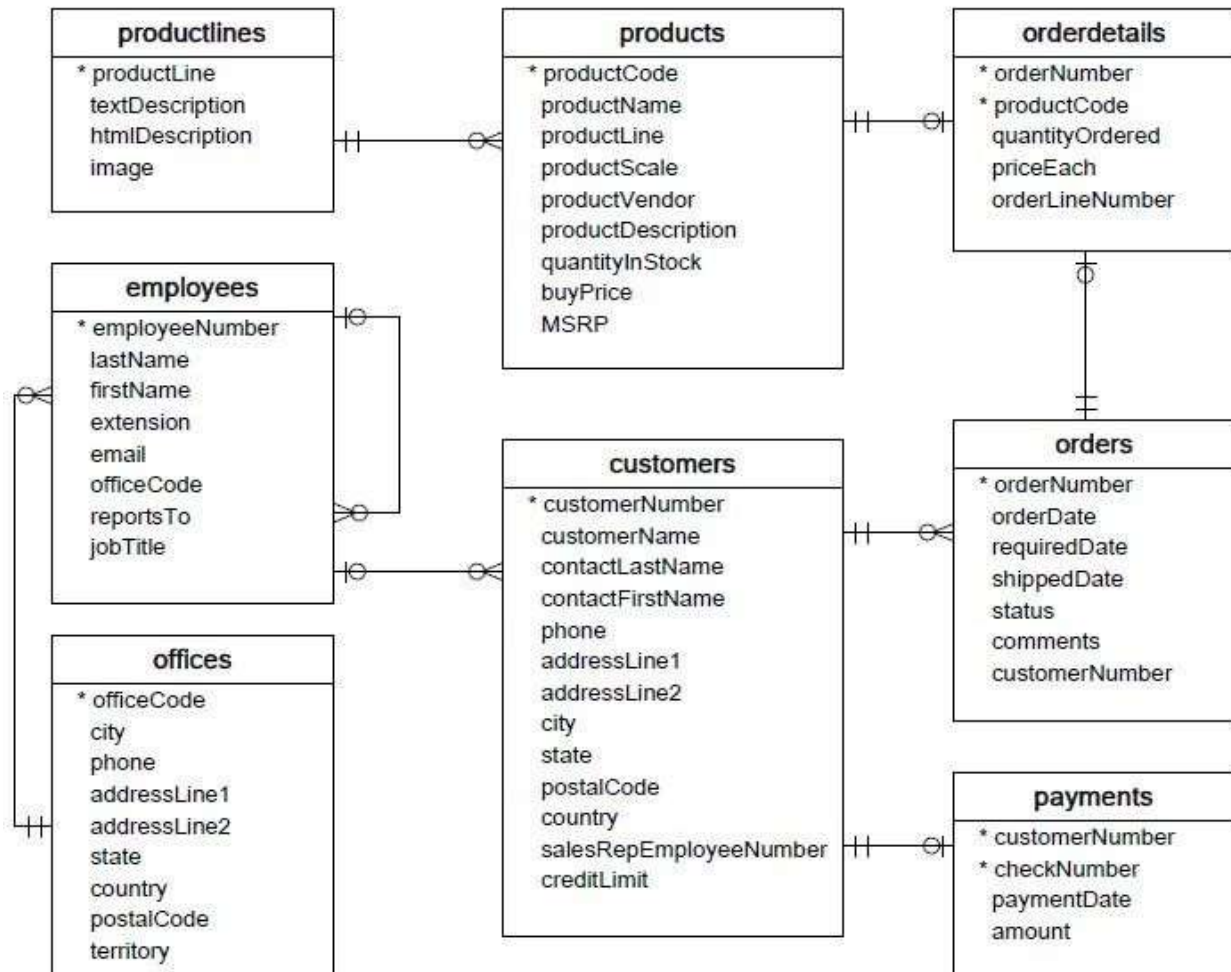 productlines
* productLine
textDescription
htmlDescription
image
products
* productCode
productName
productLine
productScale
productVendor
productDescription
quantityInStock
buyPrice
MSRP
orderdetails
* orderNumber
* productCode
quantityOrdered
priceEach
orderLineNumber
employees
* employeeNumber
lastName
firstName
extension
email
officeCode
reportsTo
jobTitle
customers
* customerNumber
customerName
contactLastName
contactFirstName
phone
addressLine1
addressLine2
city
state
postalCode
country
salesRepEmployeeNumber
creditLimit
orders
* orderNumber
orderDate
requiredDate
shippedDate
status
comments
customerNumber
offices
* officeCode
city
phone
addressLine1
addressLine2
state
country
postalCode
territory
payments
* customerNumber
* checkNumber
paymentDate
amount